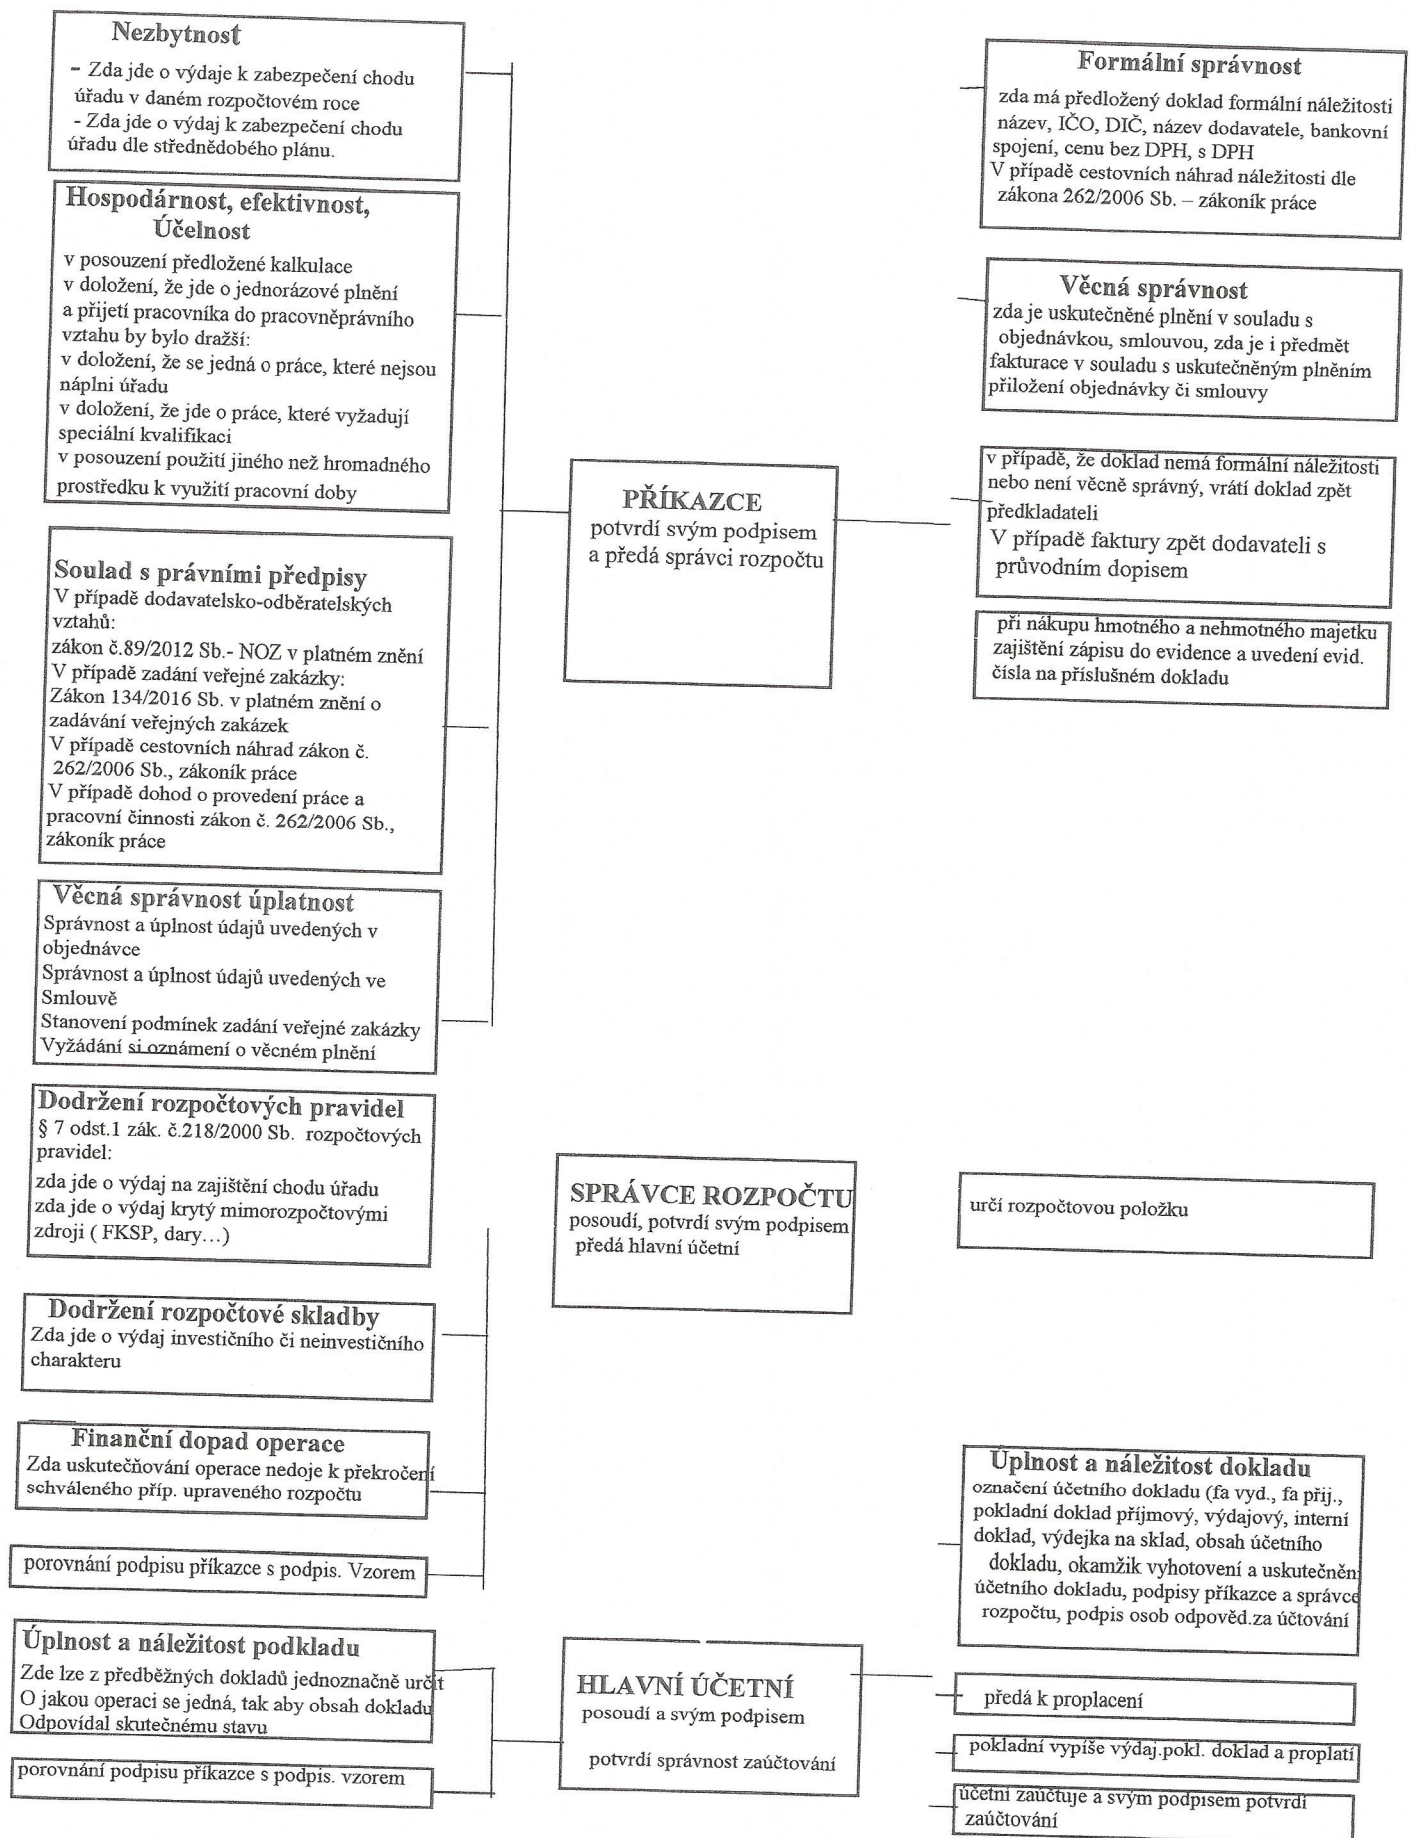 Nezbytnost
- Zda jde o výdaje k zabezpečení chodu
úřadu v daném rozpočtovém roce
- Zda jde o výdaj k zabezpečení chodu
úřadu dle střednědobého plánu.
Hospodárnost, efektivnost,
Účelnost
v posouzení předložené kalkulace
v doložení, že jde o jednorázové plnění
a přijetí pracovníka do pracovněprávního
vztahu by bylo dražší:
v doložení, že se jedná o práce, které nejsou
náplni úřadu
v doložení, že jde o práce, které vyžadují
speciální kvalifikaci
v posouzení použití jiného než hromadného
prostředku k využití pracovní doby
Soulad s právními předpisy
V případě dodavatelsko-odběratelských
vztahů:
zákon č.89/2012 Sb.- NOZ v platném znění
V případě zadání veřejné zakázky:
Zákon 134/2016 Sb. v platném znění o
zadávání veřejných zakázek
V případě cestovních náhrad zákon č.
262/2006 Sb., zákoník práce
V případě dohod o provedení práce a
pracovní činnosti zákon č. 262/2006 Sb.,
zákoník práce
Věcná správnost úplatnost
Správnost a úplnost údajů uvedených v
objednávce
Správnost a úplnost údajů uvedených ve
Smlouvě
Stanovení podmínek zadání veřejné zakázky
Vyžádání si oznámení o věcném plnění
PŘÍKAZCE
potvrdí svým podpisem
a předá správci rozpočtu
Formální správnost
zda má předložený doklad formální náležitosti
název, IČO, DIČ, název dodavatele, bankovní
spojení, cenu bez DPH, s DPH
V případě cestovních náhrad náležitosti dle
zákona 262/2006 Sb. – zákoník práce
Věcná správnost
zda je uskutečněné plnění v souladu s
objednávkou, smlouvou, zda je i předmět
fakturace v souladu s uskutečněným plněním
přiložení objednávky či smlouvy
v případě, že doklad nemá formální náležitosti
nebo není věcně správný, vrátí doklad zpět
předkladateli
V případě faktury zpět dodavateli s
průvodním dopisem
při nákupu hmotného a nehmotného majetku
zajištění zápisu do evidence a uvedení evid.
čísla na příslušném dokladu
Dodržení rozpočtových pravidel
§ 7 odst.1 zák. č.218/2000 Sb. rozpočtových
pravidel:
zda jde o výdaj na zajištění chodu úřadu
zda jde o výdaj krytý mimorozpočtovými
zdroji ( FKSP, dary…)
Dodržení rozpočtové skladby
Zda jde o výdaj investičního či neinvestičního
charakteru
Finanční dopad operace
Zda uskutečňování operace nedoje k překročení
schváleného příp. upraveného rozpočtu
porovnání podpisu příkazce s podpis. Vzorem
SPRÁVCE ROZPOČTU
posoudí, potvrdí svým podpisem
předá hlavní účetní
určí rozpočtovou položku
Úplnost a náležitost podkladu
Zde lze z předběžných dokladů jednoznačně určit
O jakou operaci se jedná, tak aby obsah dokladu
Odpovídal skutečnému stavu
porovnání podpisu příkazce s podpis. vzorem
HLAVNÍ ÚČETNÍ
posoudí a svým podpisem
potvrdí správnost zaúčtování
Úplnost a náležitost dokladu
označení účetního dokladu (fa vyd., fa přij.,
pokladní doklad příjmový, výdajový, interní
doklad, výdejka na sklad, obsah účetního
dokladu, okamžik vyhotovení a uskutečněn
účetního dokladu, podpisy příkazce a správce
rozpočtu, podpis osob odpověd.za účtování
předá k proplacení
pokladní vypíše výdaj.pokl. doklad a proplatí
účetní zaúčtuje a svým podpisem potvrdí
zaúčtování